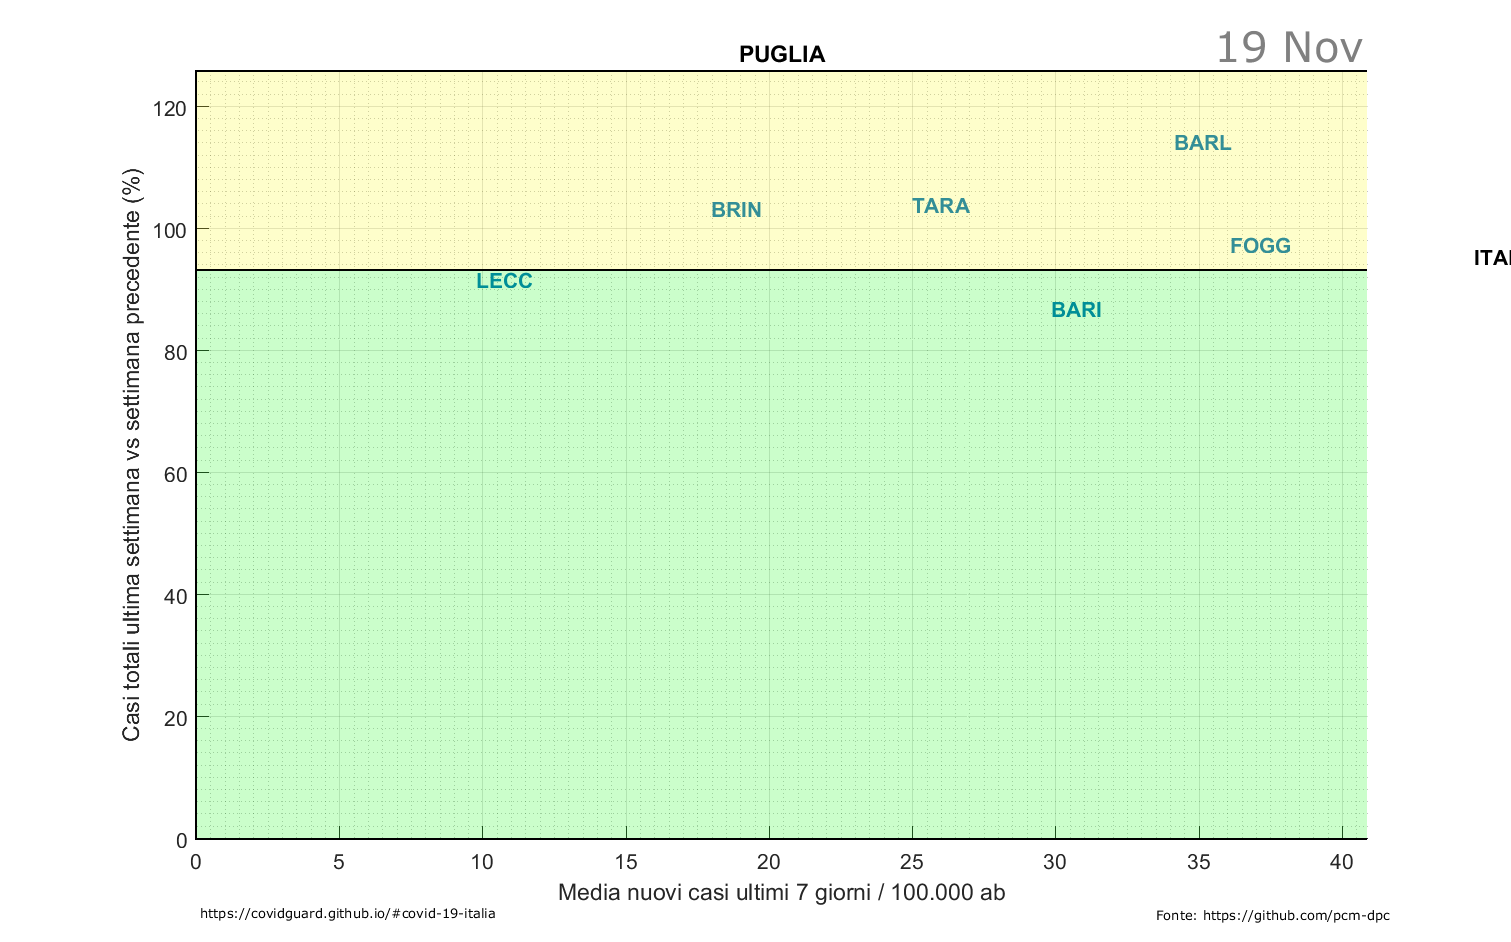 19 Nov
PUGLIA
120
100
80
60
40
20
0
Casi totali ultima settimana vs settimana precedente (%)
BARL
BRIN
TARA
FOGG
LECC
BARI
0 5 10 15 20 25 30 35 40
Media nuovi casi ultimi 7 giorni / 100.000 ab
https://covidguard.github.io/#covid-19-italia
Fonte: https://github.com/pcm-dpc